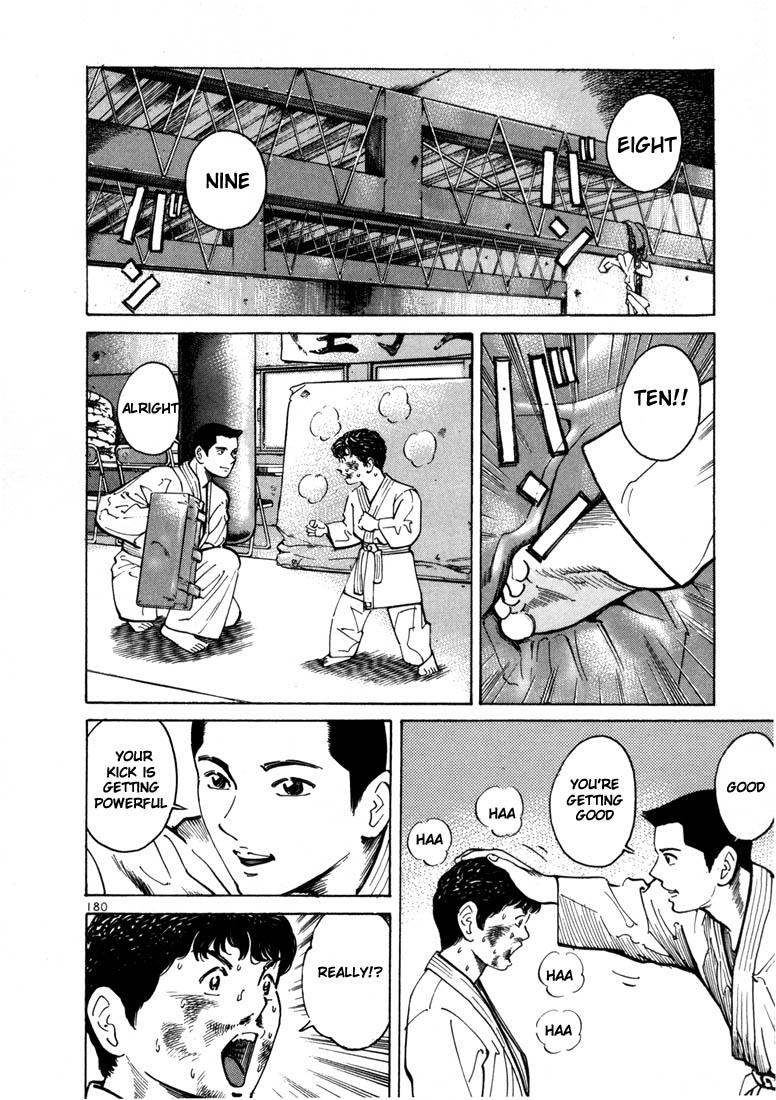 EIGHT
NINE
TEN!!
ALRIGHT
GOOD
YOU'RE
GETTING
GOOD
HAA
HAA
HAA
HAA
YOUR
KICK IS
GETTING
POWERFUL
180
REALLY!?